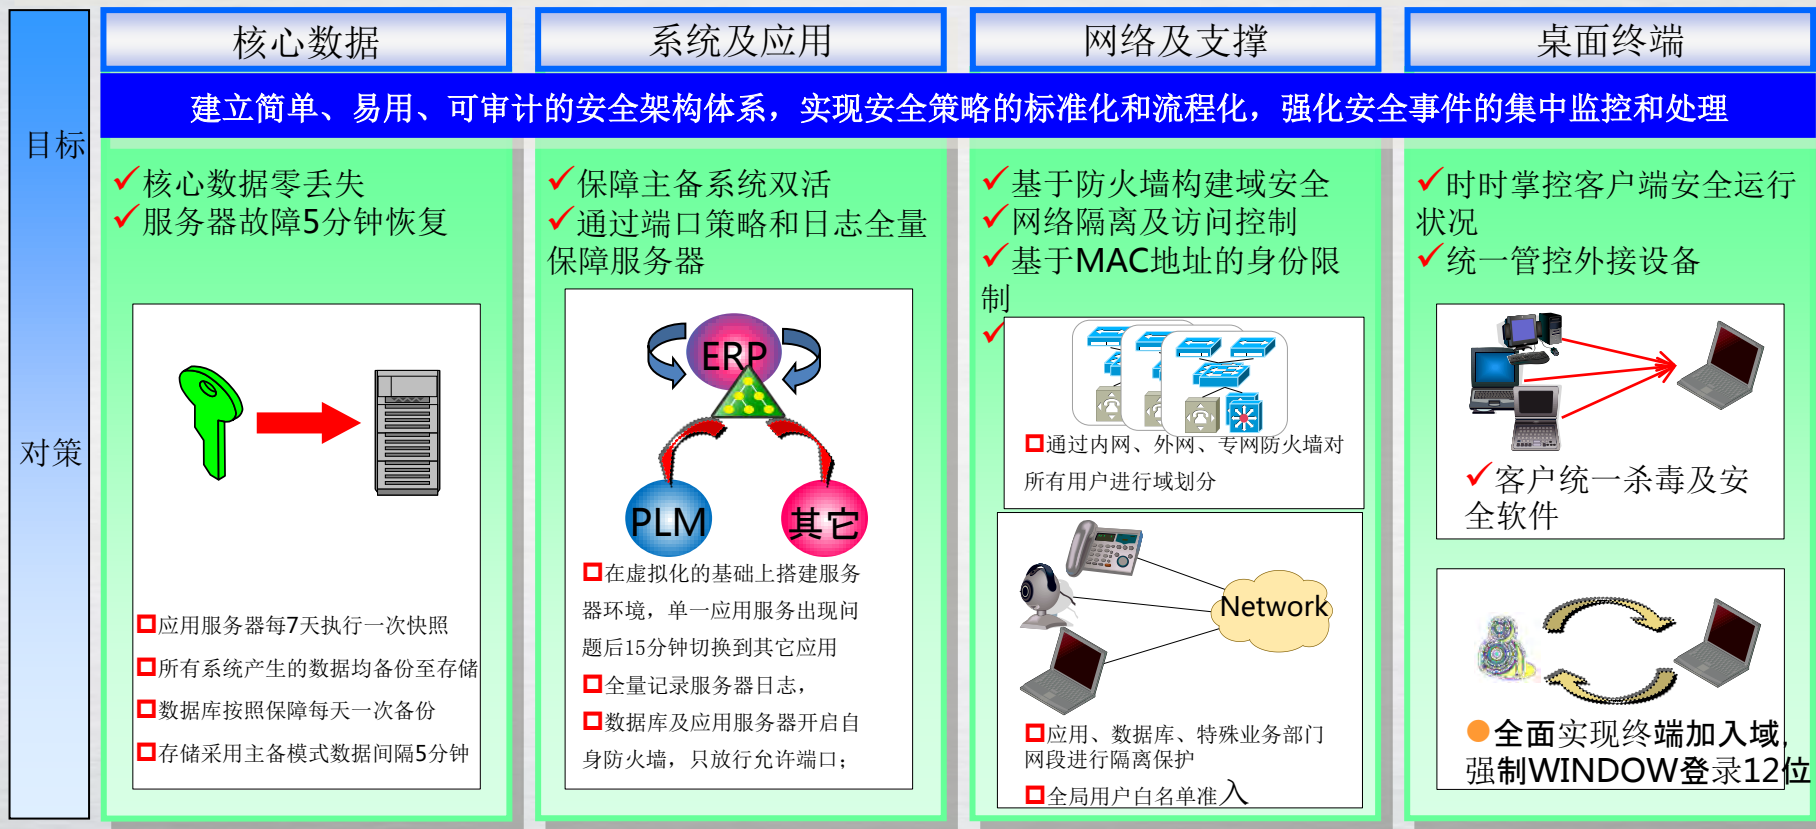 目标
对策
核心数据
系统及应用
网络及支撑
桌面终端
建立简单、易用、可审计的安全架构体系，实现安全策略的标准化和流程化，强化安全事件的集中监控和处理
✓核心数据零丢失
✓服务器故障5分钟恢复
□应用服务器每7天执行一次快照
□所有系统产生的数据均备份至存储
□数据库按照保障每天一次备份
□存储采用主备模式数据间隔5分钟
✓保障主备系统双活
✓通过端口策略和日志全量
保障服务器
ERP
PLM
其它
□在虚拟化的基础上搭建服务
器环境，单一应用服务出现问
题后15分钟切换到其它应用
□全量记录服务器日志，
□数据库及应用服务器开启自
身防火墙，只放行允许端口；
✓基于防火墙构建域安全
✓网络隔离及访问控制
✓基于MAC地址的身份限
制
✓
□通过内网、外网、专网防火墙对
所有用户进行域划分
Network
□应用、数据库、特殊业务部门
网段进行隔离保护
□全局用户白名单准入
✓时时掌控客户端安全运行
状况
✓统一管控外接设备
✓客户统一杀毒及安
全软件
●全面实现终端加入域,
强制WINDOW登录12位